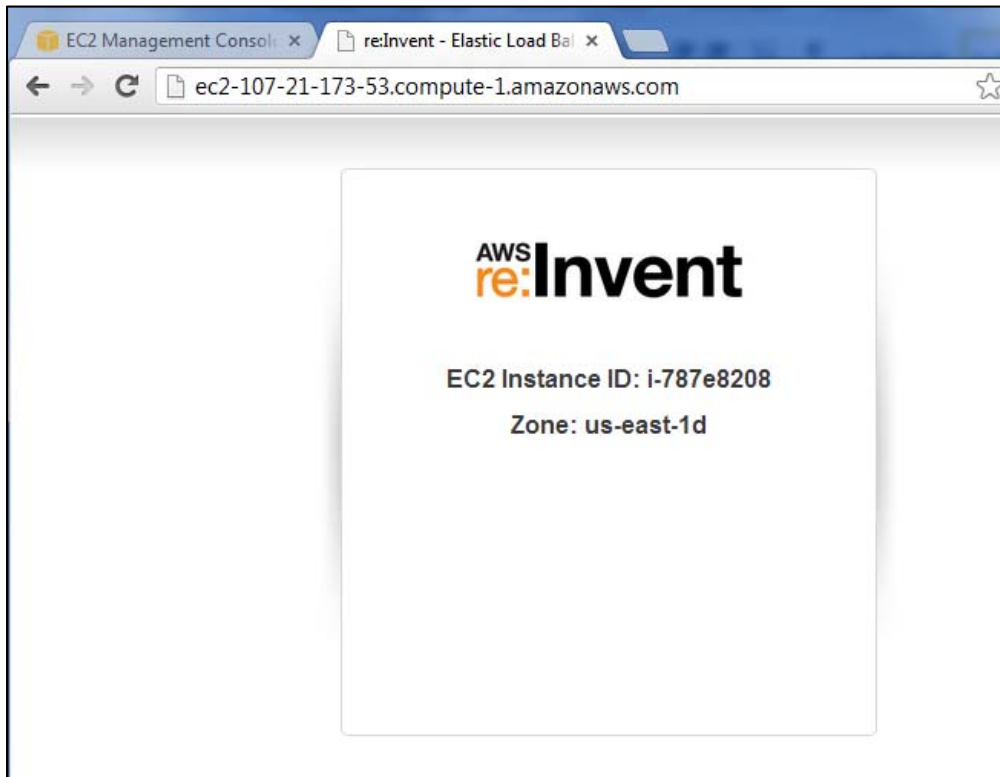 EC2 Management Consol
re:Invent - Elastic Load Bal
ec2-107-21-173-53.compute-1.amazonaws.com
AWS
re:Invent
EC2 Instance ID: i-787e8208
Zone: us-east-1d